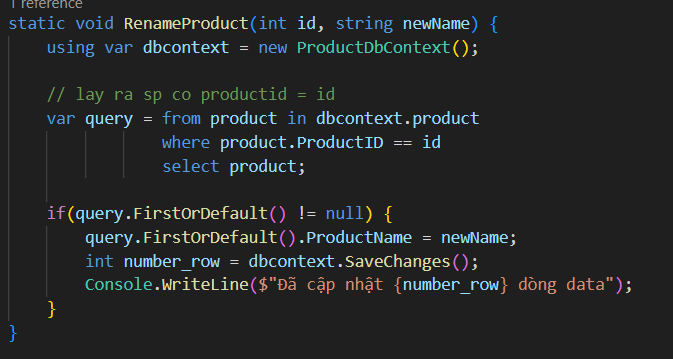 1 reference
static void RenameProduct(int id, string newName) {
using var dbcontext = new ProductDbContext();
// lay ra sp co productid = id
var query = from product in dbcontext.product
where product.ProductID == id
select product;
if(query.FirstOrDefault() != null) {
query.FirstOrDefault().ProductName = newName;
int number_row = dbcontext.SaveChanges();
Console.WriteLine($"Đã cập nhật {number_row} dòng data");
}
}